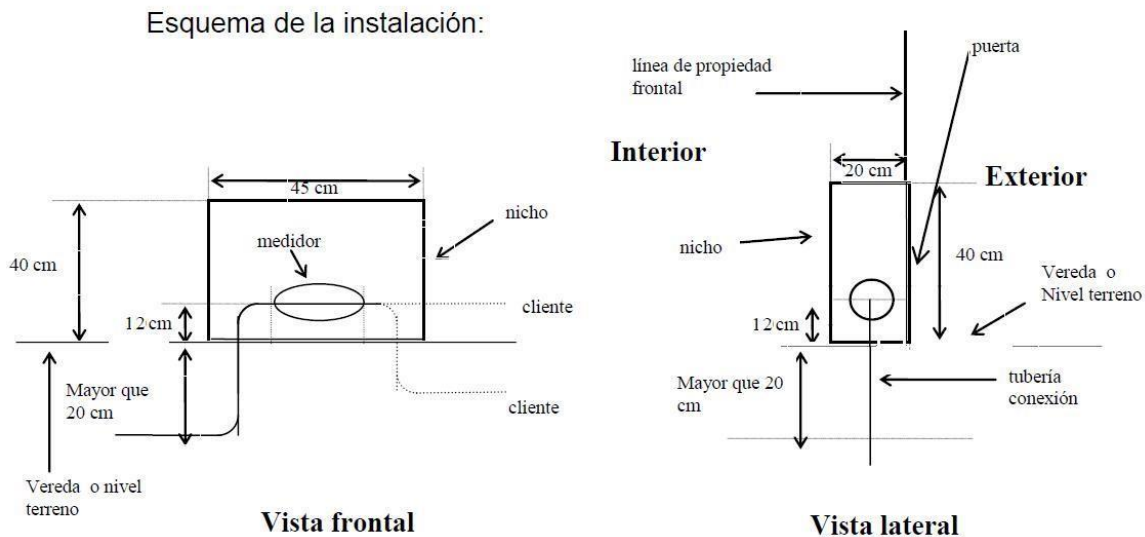 Esquema de la instalación:
45 cm
nicho
medidor
40 cm
12 cm
cliente
Mayor que
20 cm
cliente
Vereda o nivel
terreno
Vista frontal
línea de propiedad
frontal
puerta
Interior
20 cm
Exterior
nicho
40 cm
Vereda o
Nivel terreno
12 cm
Mayor que 20
cm
tubería
conexión
Vista lateral